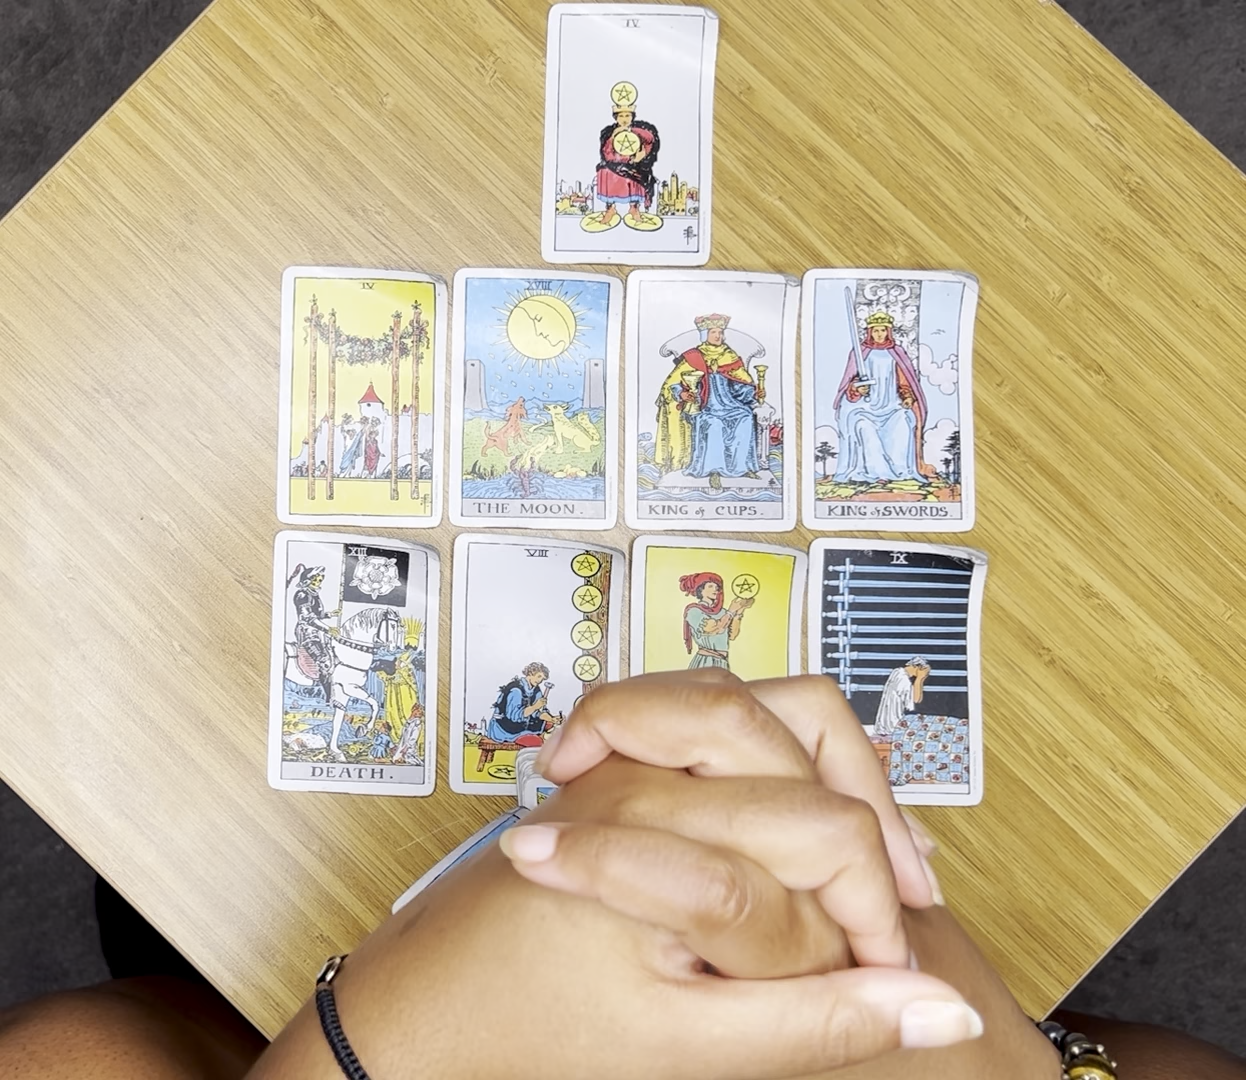 IV
IV
XVIII
THE MOON.
KING of CUPS.
KING of SWORDS.
XIII
DEATH.
VIII
IX